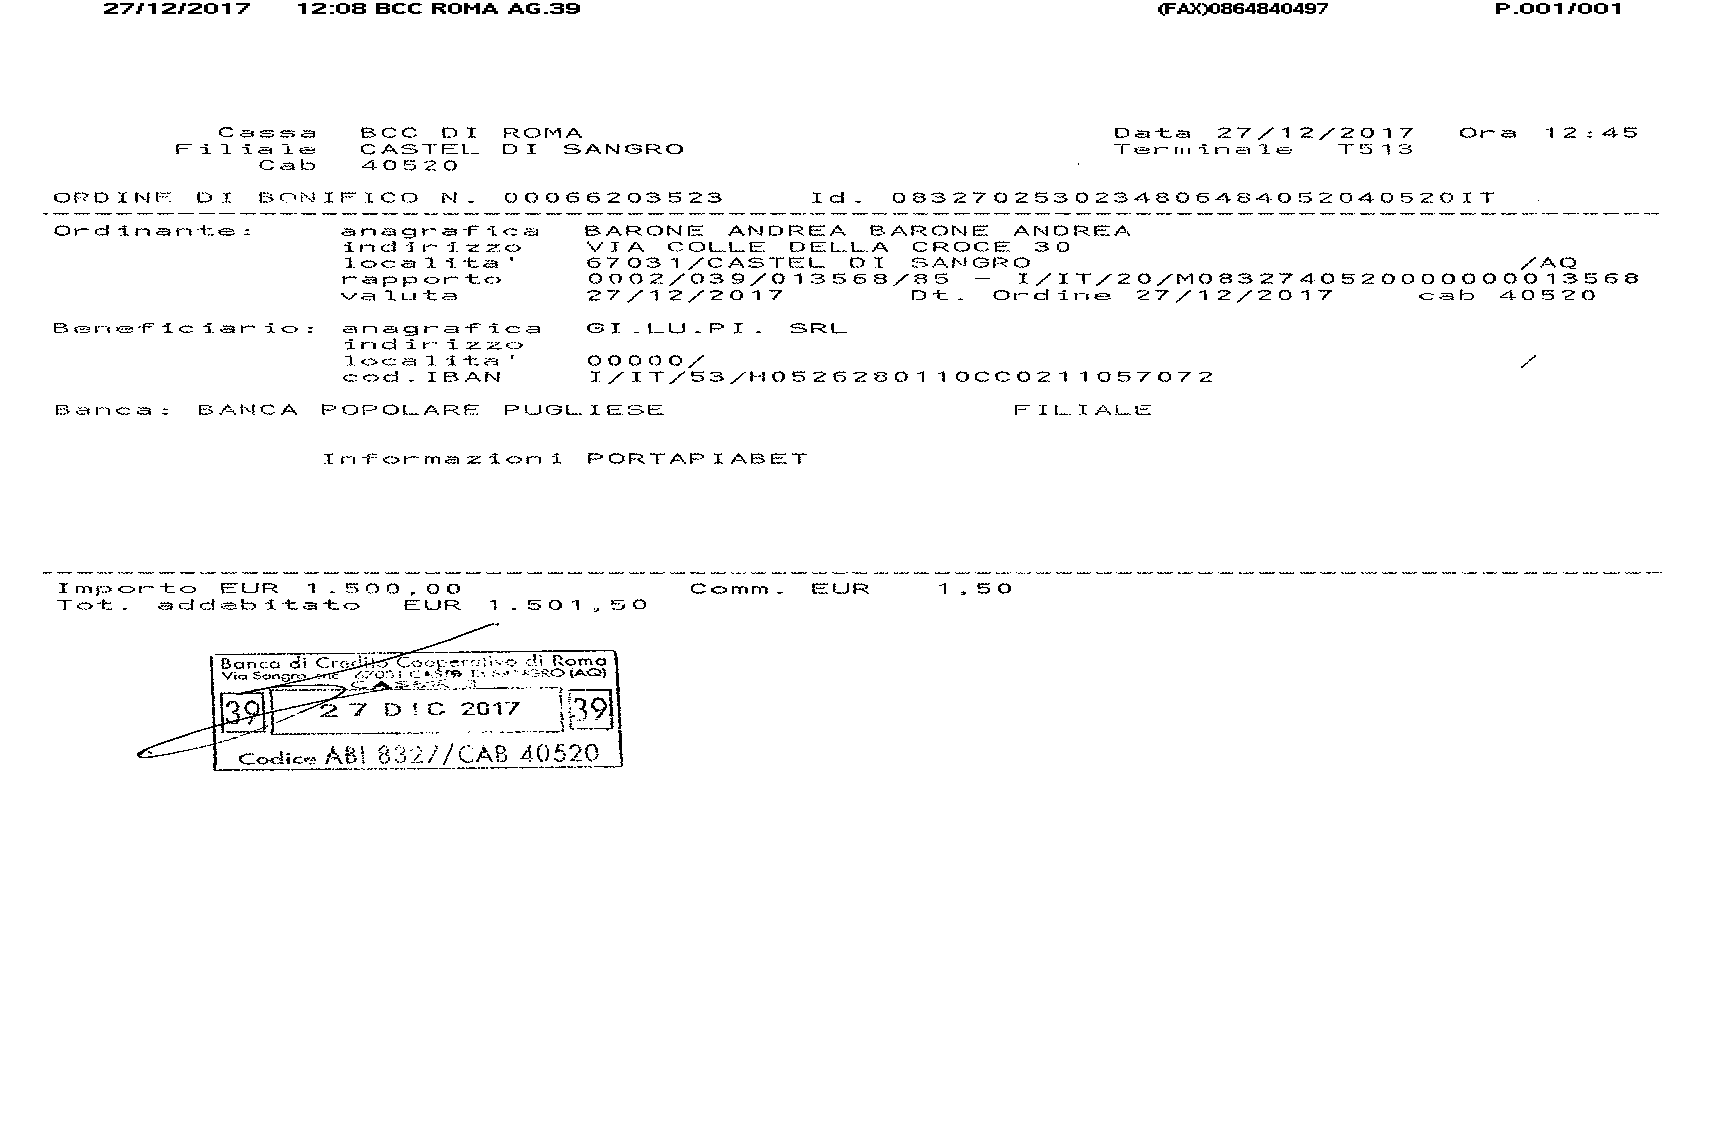 27/12/2017 12:08 BCC ROMA AG.39 (FAX)0864840497 P.001/001
Cassa BCC DI ROMA Data 27/12/2017 Ora 12:45
Filiale CASTEL DI SANGRO Terminale T513
Cab 40520
ORDINE DI BONIFICO N. 00066203523 Id. 0832702530234806484052040520IT
Ordinante: anagrafica BARONE ANDREA BARONE ANDREA
indirizzo VIA COLLE DELLA CROCE 30
localita' 67031/CASTEL DI SANGRO /AQ
rapporto 0002/039/013568/85 - I/IT/20/M0832740520000000013568
valuta 27/12/2017 Dt. Ordine 27/12/2017 cab 40520
Beneficiario: anagrafica GI.LU.PI. SRL
indirizzo
localita' 00000/ /
cod.IBAN I/IT/53/H0526280110CC0211057072
Banca: BANCA POPOLARE PUGLIESE FILIALE
Informazioni PORTAPIABET
Importo EUR 1.500,00 Comm. EUR 1,50
Tot. addebitato EUR 1.501,50
Banca di Credito Cooperativo di Roma
Via Sangro 67031 CASTEL DI SANGRO (AQ)
39 27 DIC 2017 39
Codice ABI 8327/CAB 40520